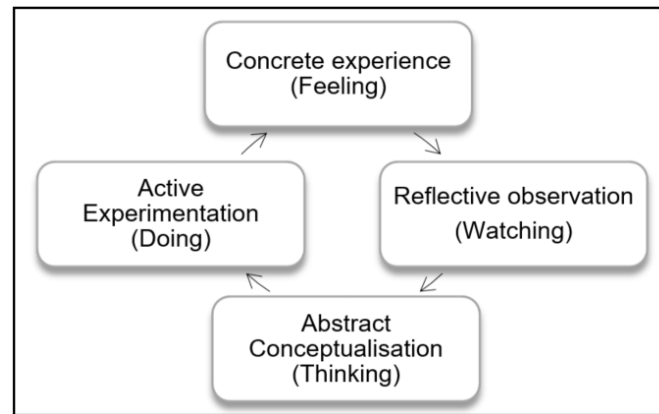 Concrete experience
(Feeling)
Reflective observation
(Watching)
Abstract
Conceptualisation
(Thinking)
Active
Experimentation
(Doing)